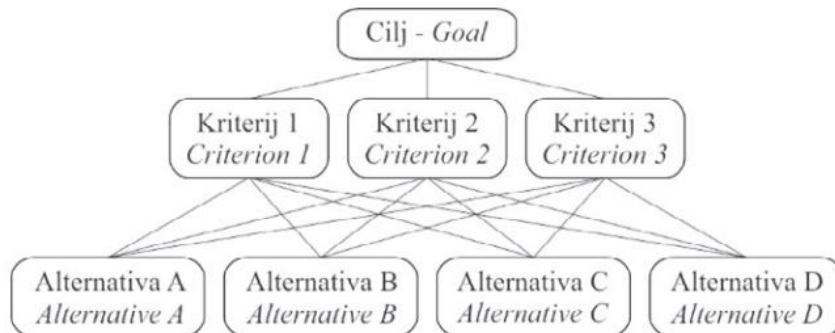 Cilj - Goal
Kriterij 1
Criterion 1
Kriterij 2
Criterion 2
Kriterij 3
Criterion 3
Alternativa A
Alternative A
Alternativa B
Alternative B
Alternativa C
Alternative C
Alternativa D
Alternative D